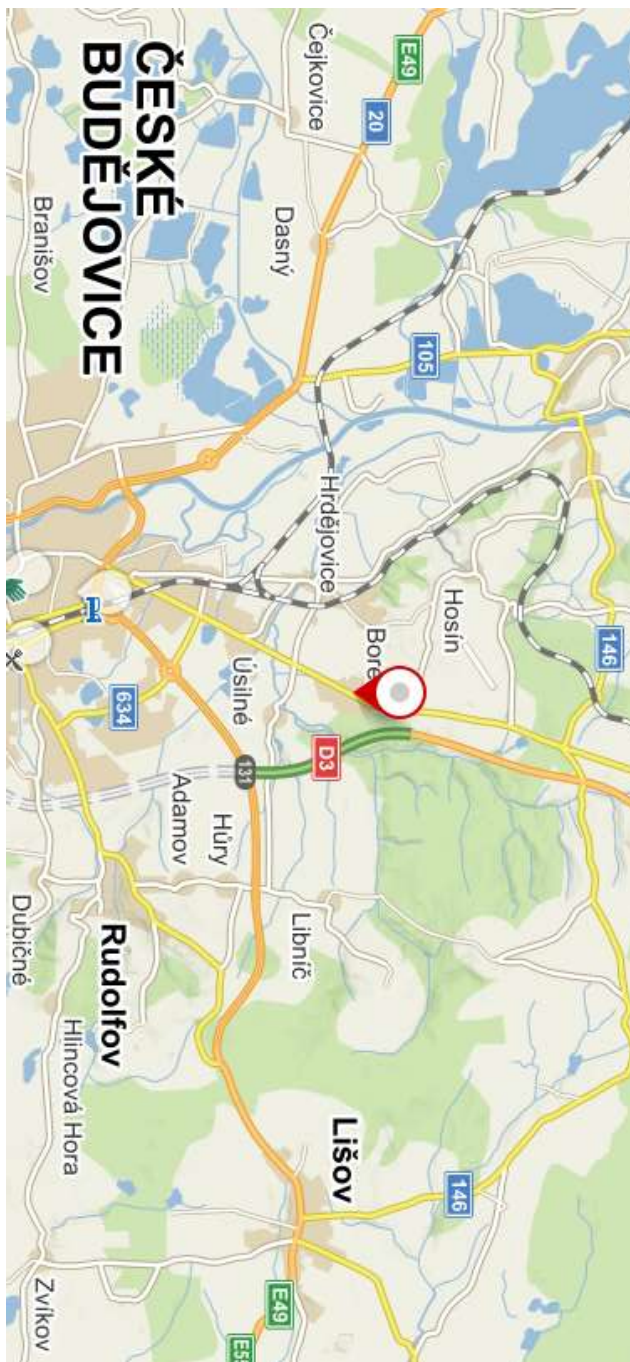 E49
20
Čejkovice
Dasný
ČESKÉ
BUDĚJOVICE
Branišov
105
Hrdějovice
Hosín
Bore
146
Úsilné
634
D3
131
Adamov
Hůry
Libníč
Rudolfov
Dubičné
Hlincová Hora
Lišov
146
E49
Zvíkov